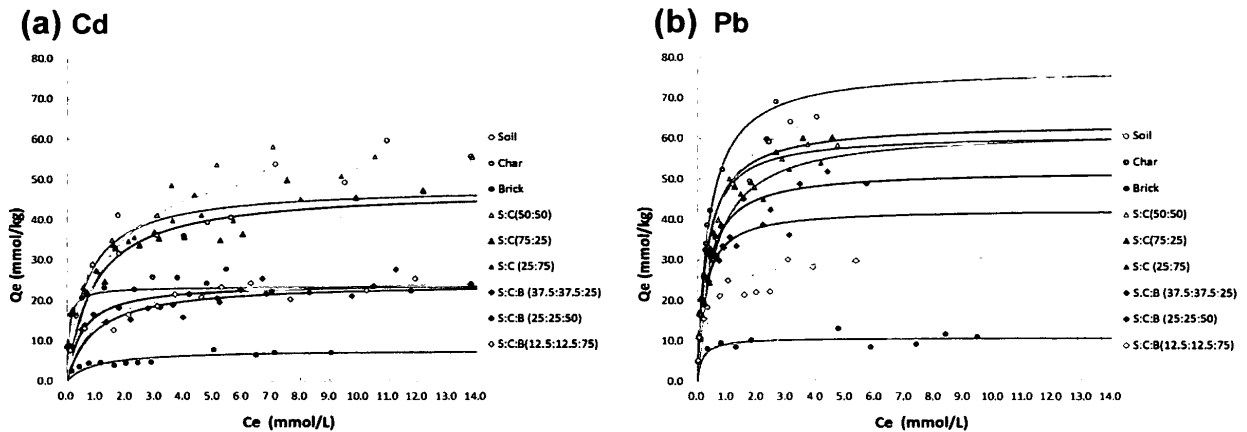 (a) Cd
Qe (mmol/kg)
80.0
70.0
60.0
50.0
40.0
30.0
20.0
10.0
0.0
0.0 1.0 2.0 3.0 4.0 5.0 6.0 7.0 8.0 9.0 10.0 11.0 12.0 13.0 14.0
Ce (mmol/L)
Soil
Char
Brick
S:C(50:50)
S:C(75:25)
S:C (25:75)
S:C:B (37.5:37.5:25)
S:C:B (25:25:50)
S:C:B(12.5:12.5:75)
(b) Pb
Qe (mmol/kg)
80.0
70.0
60.0
50.0
40.0
30.0
20.0
10.0
0.0
0.0 1.0 2.0 3.0 4.0 5.0 6.0 7.0 8.0 9.0 10.0 11.0 12.0 13.0 14.0
Ce (mmol/L)
Soil
Char
Brick
S:C(50:50)
S:C(75:25)
S:C (25:75)
S:C:B (37.5:37.5:25)
S:C:B (25:25:50)
S:C:B(12.5:12.5:75)